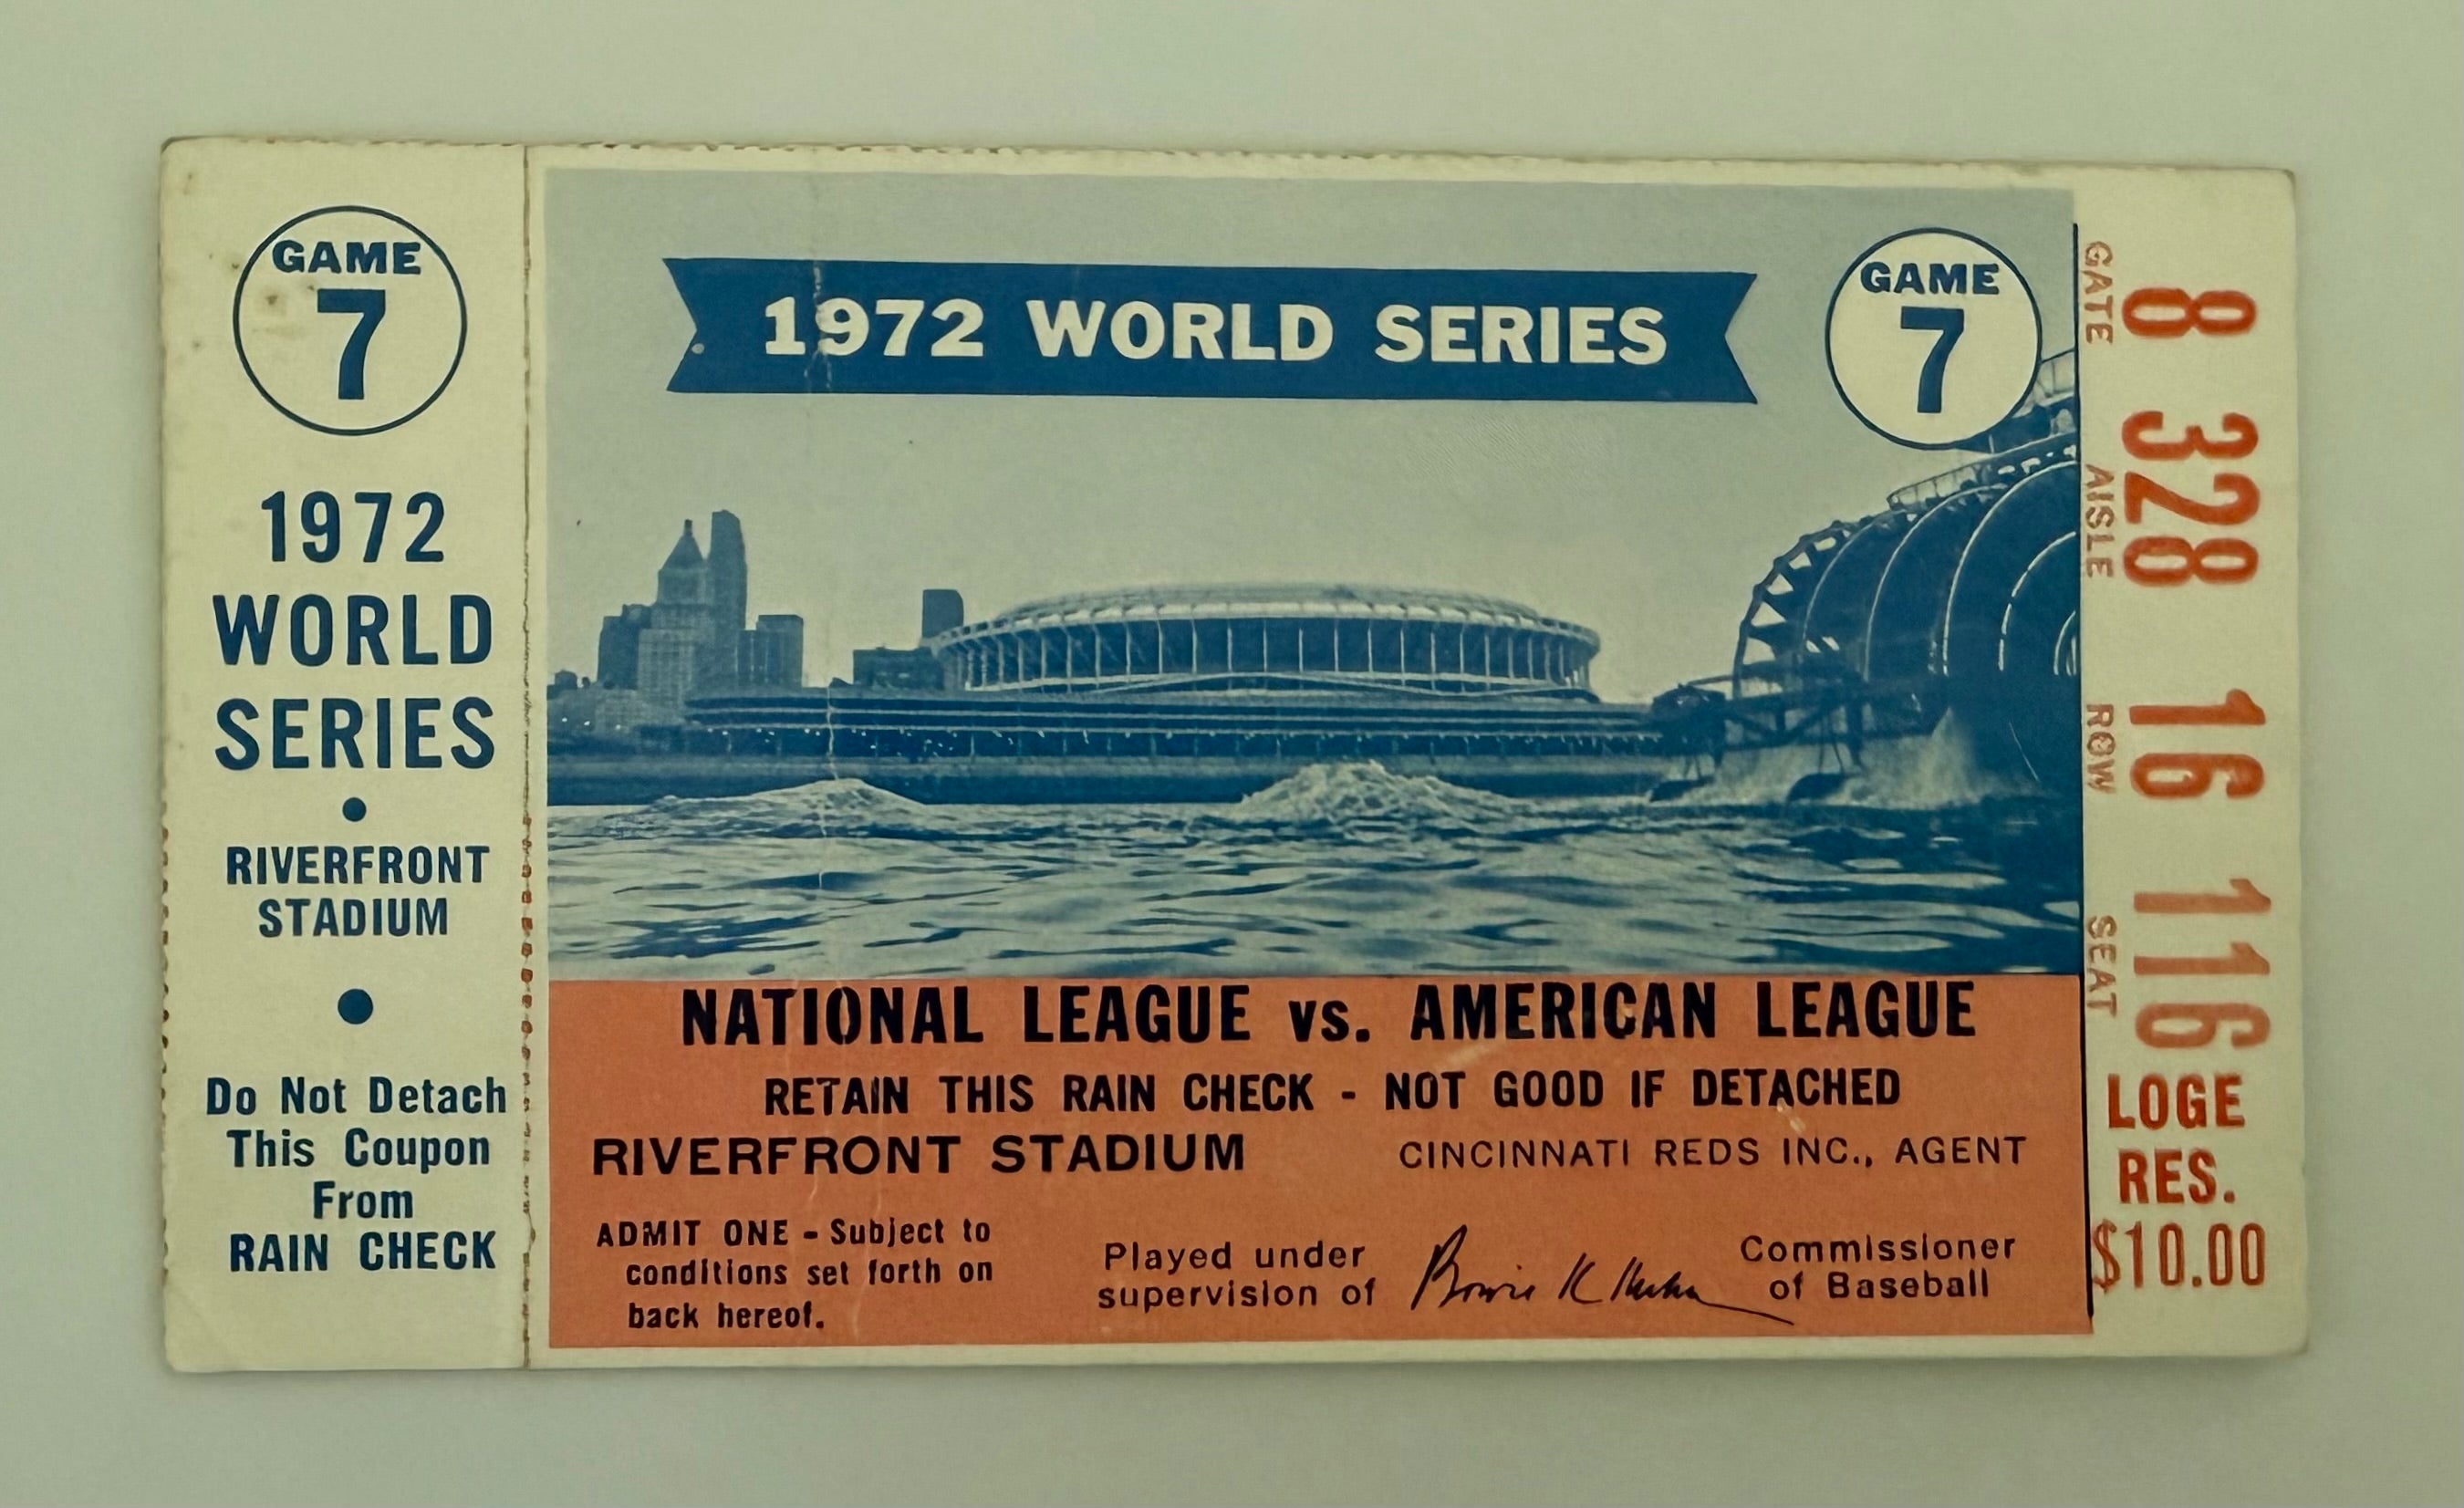 GAME
7
1972
WORLD
SERIES
RIVERFRONT
STADIUM
Do Not Detach
This Coupon
From
RAIN CHECK
1972 WORLD SERIES
GAME
7
NATIONAL LEAGUE vs. AMERICAN LEAGUE
RETAIN THIS RAIN CHECK - NOT GOOD IF DETACHED
RIVERFRONT STADIUM CINCINNATI REDS INC., AGENT
ADMIT ONE - Subject to
conditions set forth on
back hereof.
Played under
supervision of
Bowie K Kuhn
Commissioner
of Baseball
GATE 8
AISLE 328
ROW 16
SEAT 116
LOGE
RES.
$10.00